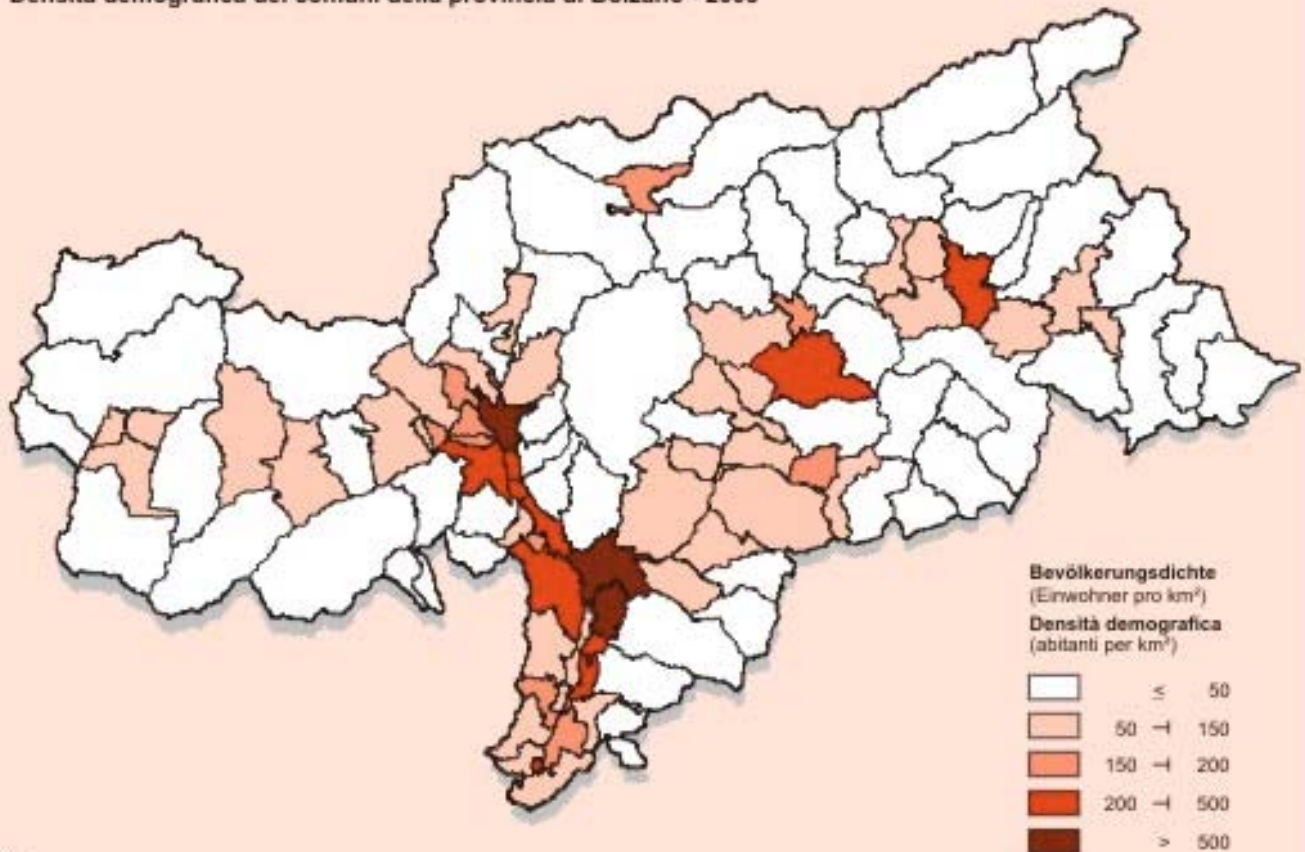 Densità demografica dei comuni della provincia di Bolzano -
Bevölkerungsdichte
(Einwohner pro km²)
Densità demografica
(abitanti per km²)
≤ 50
50 ⊣ 150
150 ⊣ 200
200 ⊣ 500
> 500